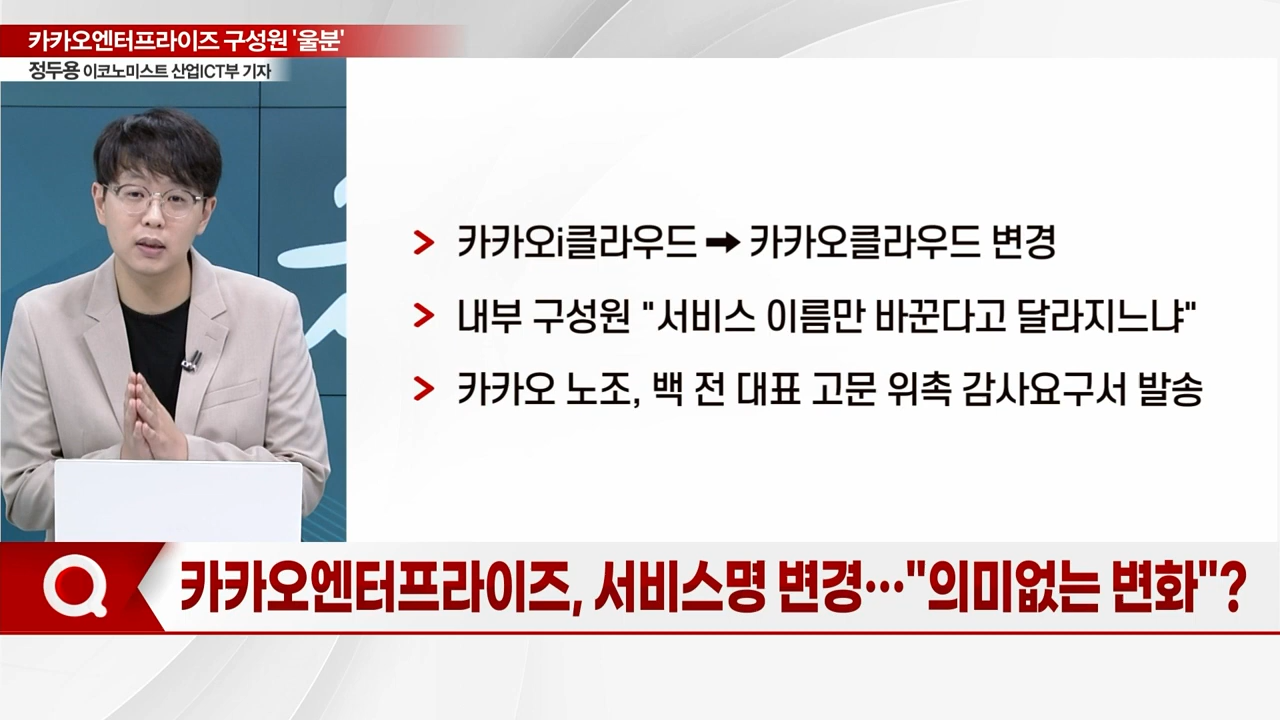 카카오엔터프라이즈 구성원 '울분'
정두용 이코노미스트 산업ICT부 기자
> 카카오i클라우드 ➡ 카카오클라우드 변경
> 내부 구성원 "서비스 이름만 바꾼다고 달라지느냐"
> 카카오 노조, 백 전 대표 고문 위촉 감사요구서 발송
Q 카카오엔터프라이즈, 서비스명 변경…"의미없는 변화"?